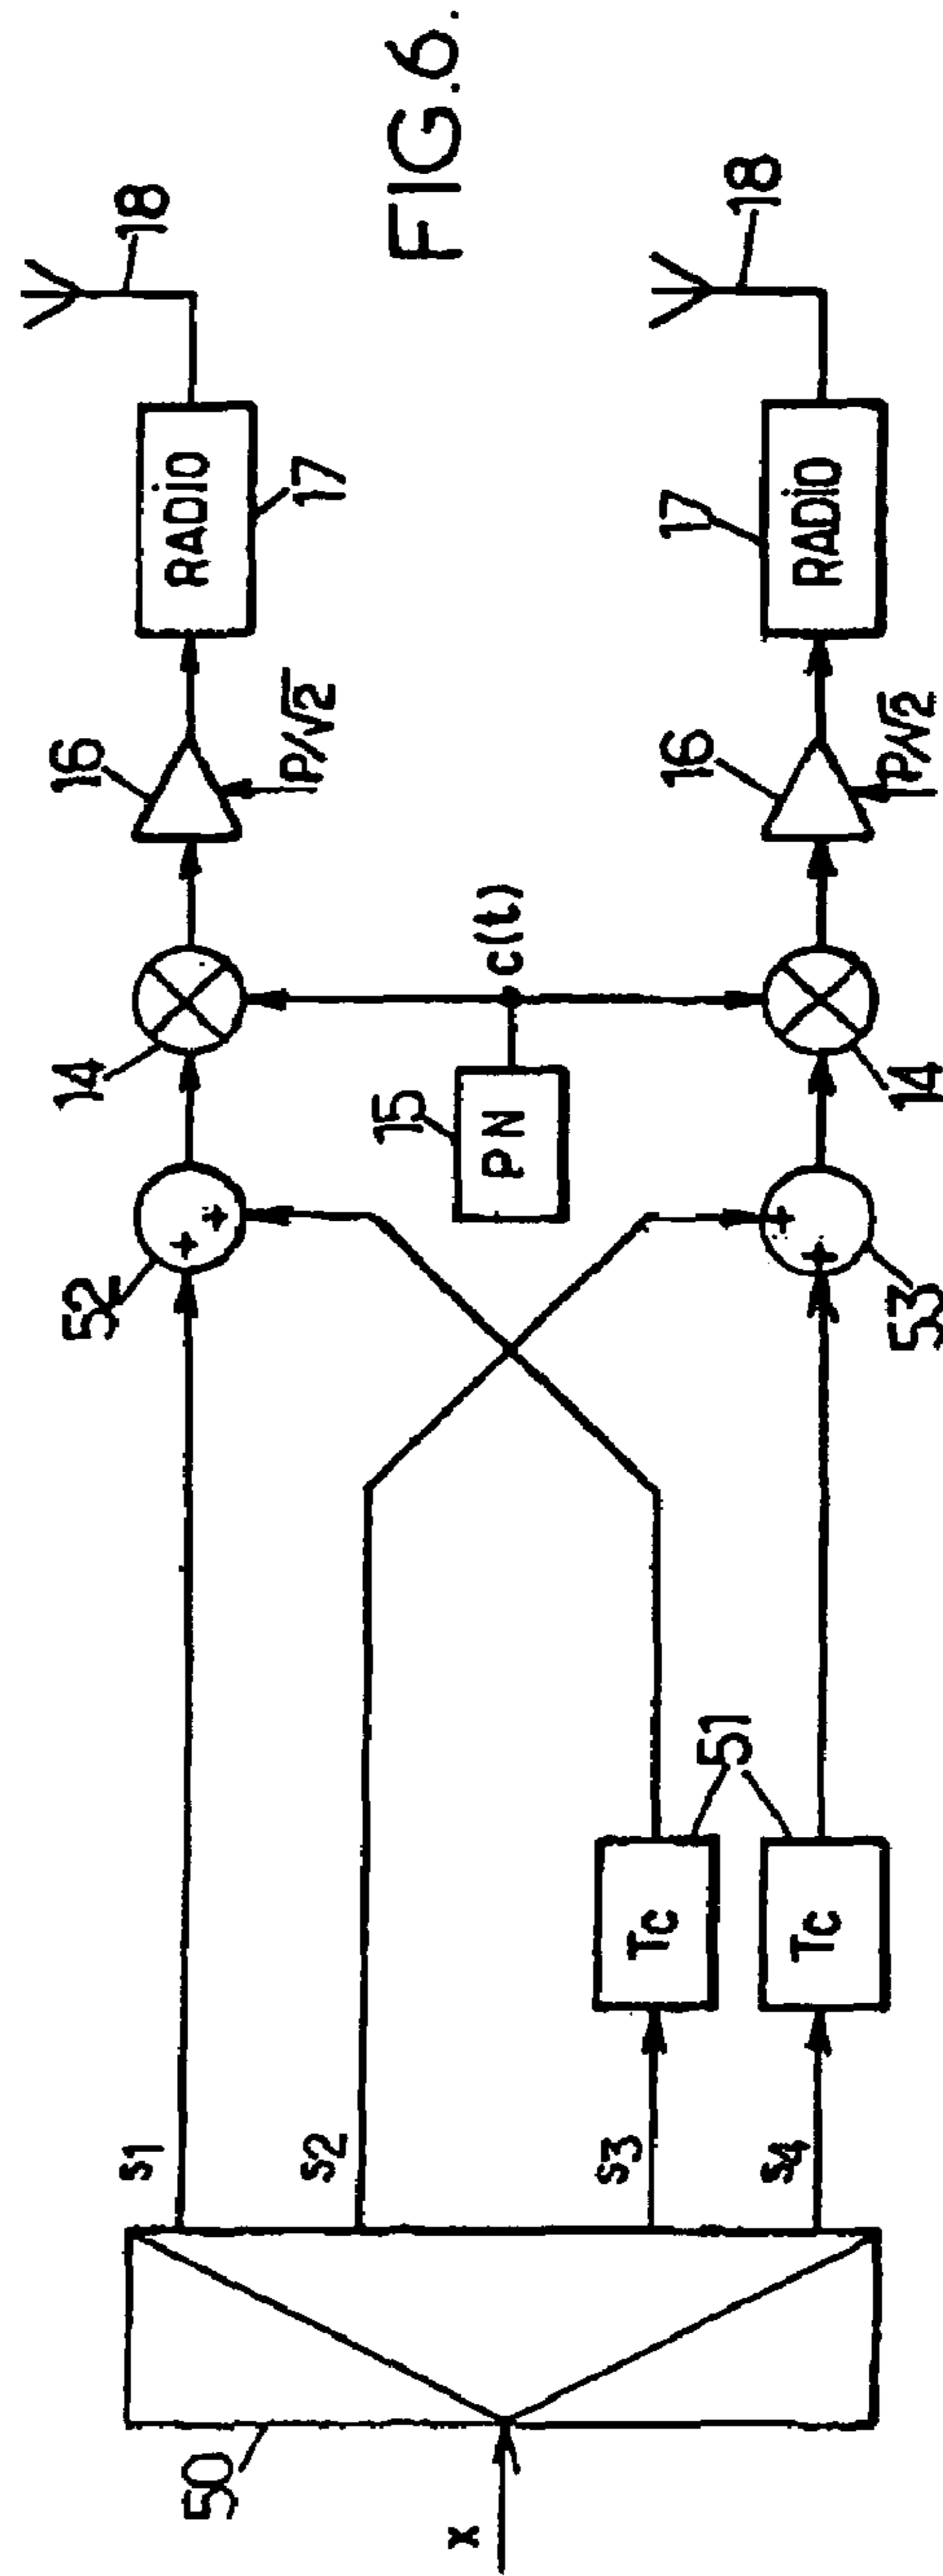 FIG.6.
x
50
s1
s2
s3
s4
Tc
Tc
51
52
53
14
14
15
PN
c(t)
16
P/√2
16
P/√2
RADiO
17
17
RADiO
18
18